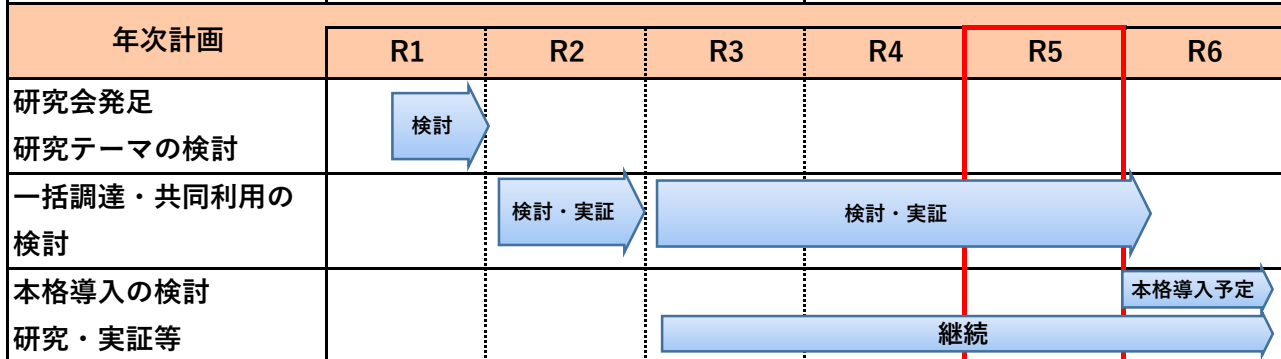 年次計画
R1 R2 R3 R4 R5 R6
研究会発足
研究テーマの検討
検討
一括調達・共同利用の
検討
検討・実証 検討・実証
本格導入の検討
研究・実証等
本格導入予定
継続